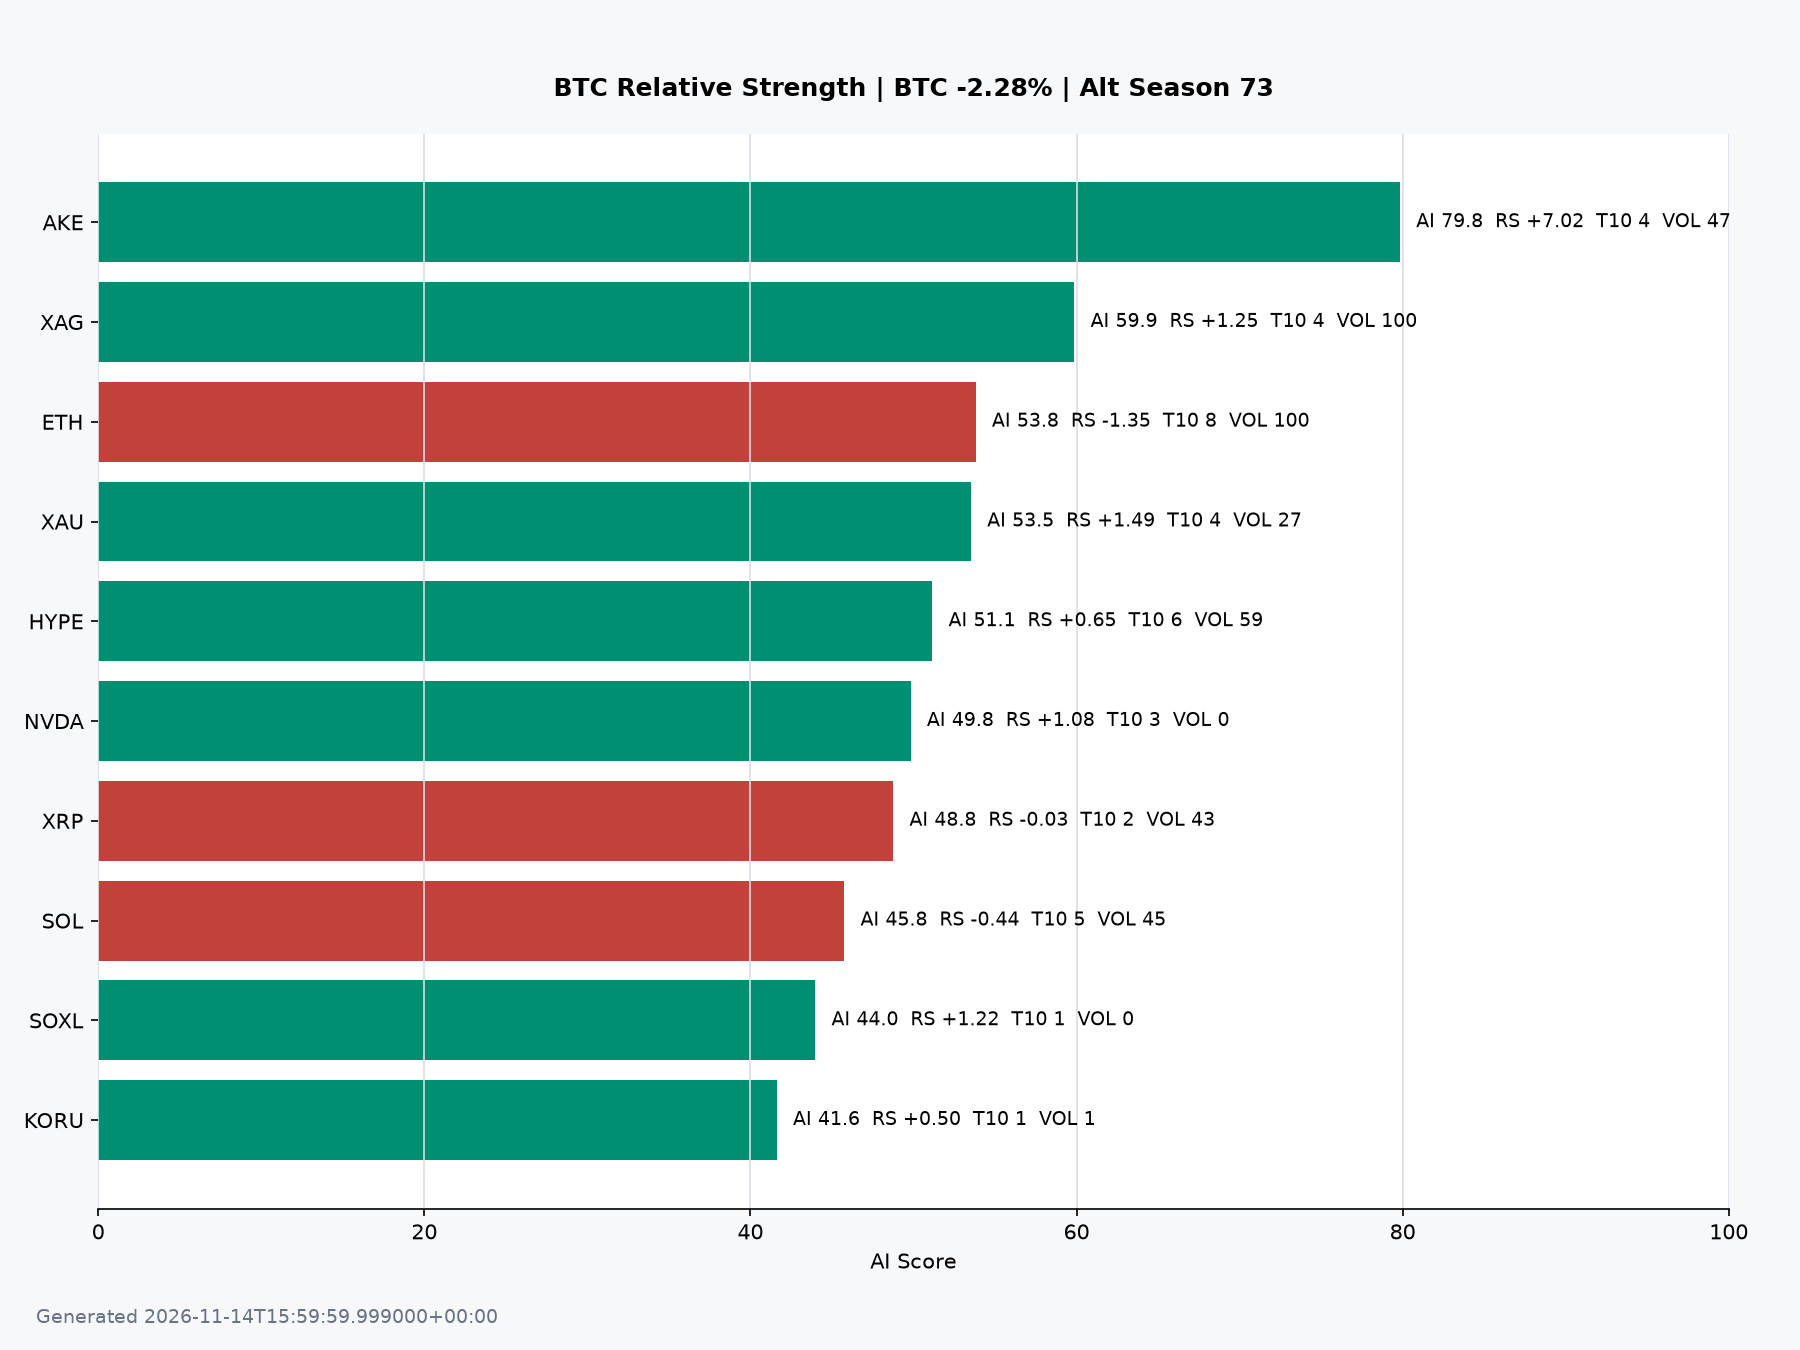 BTC Relative Strength | BTC -2.28% | Alt Season 73
AKE AI 79.8 RS +7.02 T10 4 VOL 47
XAG AI 59.9 RS +1.25 T10 4 VOL 100
ETH AI 53.8 RS -1.35 T10 8 VOL 100
XAU AI 53.5 RS +1.49 T10 4 VOL 27
HYPE AI 51.1 RS +0.65 T10 6 VOL 59
NVDA AI 49.8 RS +1.08 T10 3 VOL 0
XRP AI 48.8 RS -0.03 T10 2 VOL 43
SOL AI 45.8 RS -0.44 T10 5 VOL 45
SOXL AI 44.0 RS +1.22 T10 1 VOL 0
KORU AI 41.6 RS +0.50 T10 1 VOL 1
0 20 40 60 80 100
AI Score
Generated 2026-11-14T15:59:59.999000+00:00